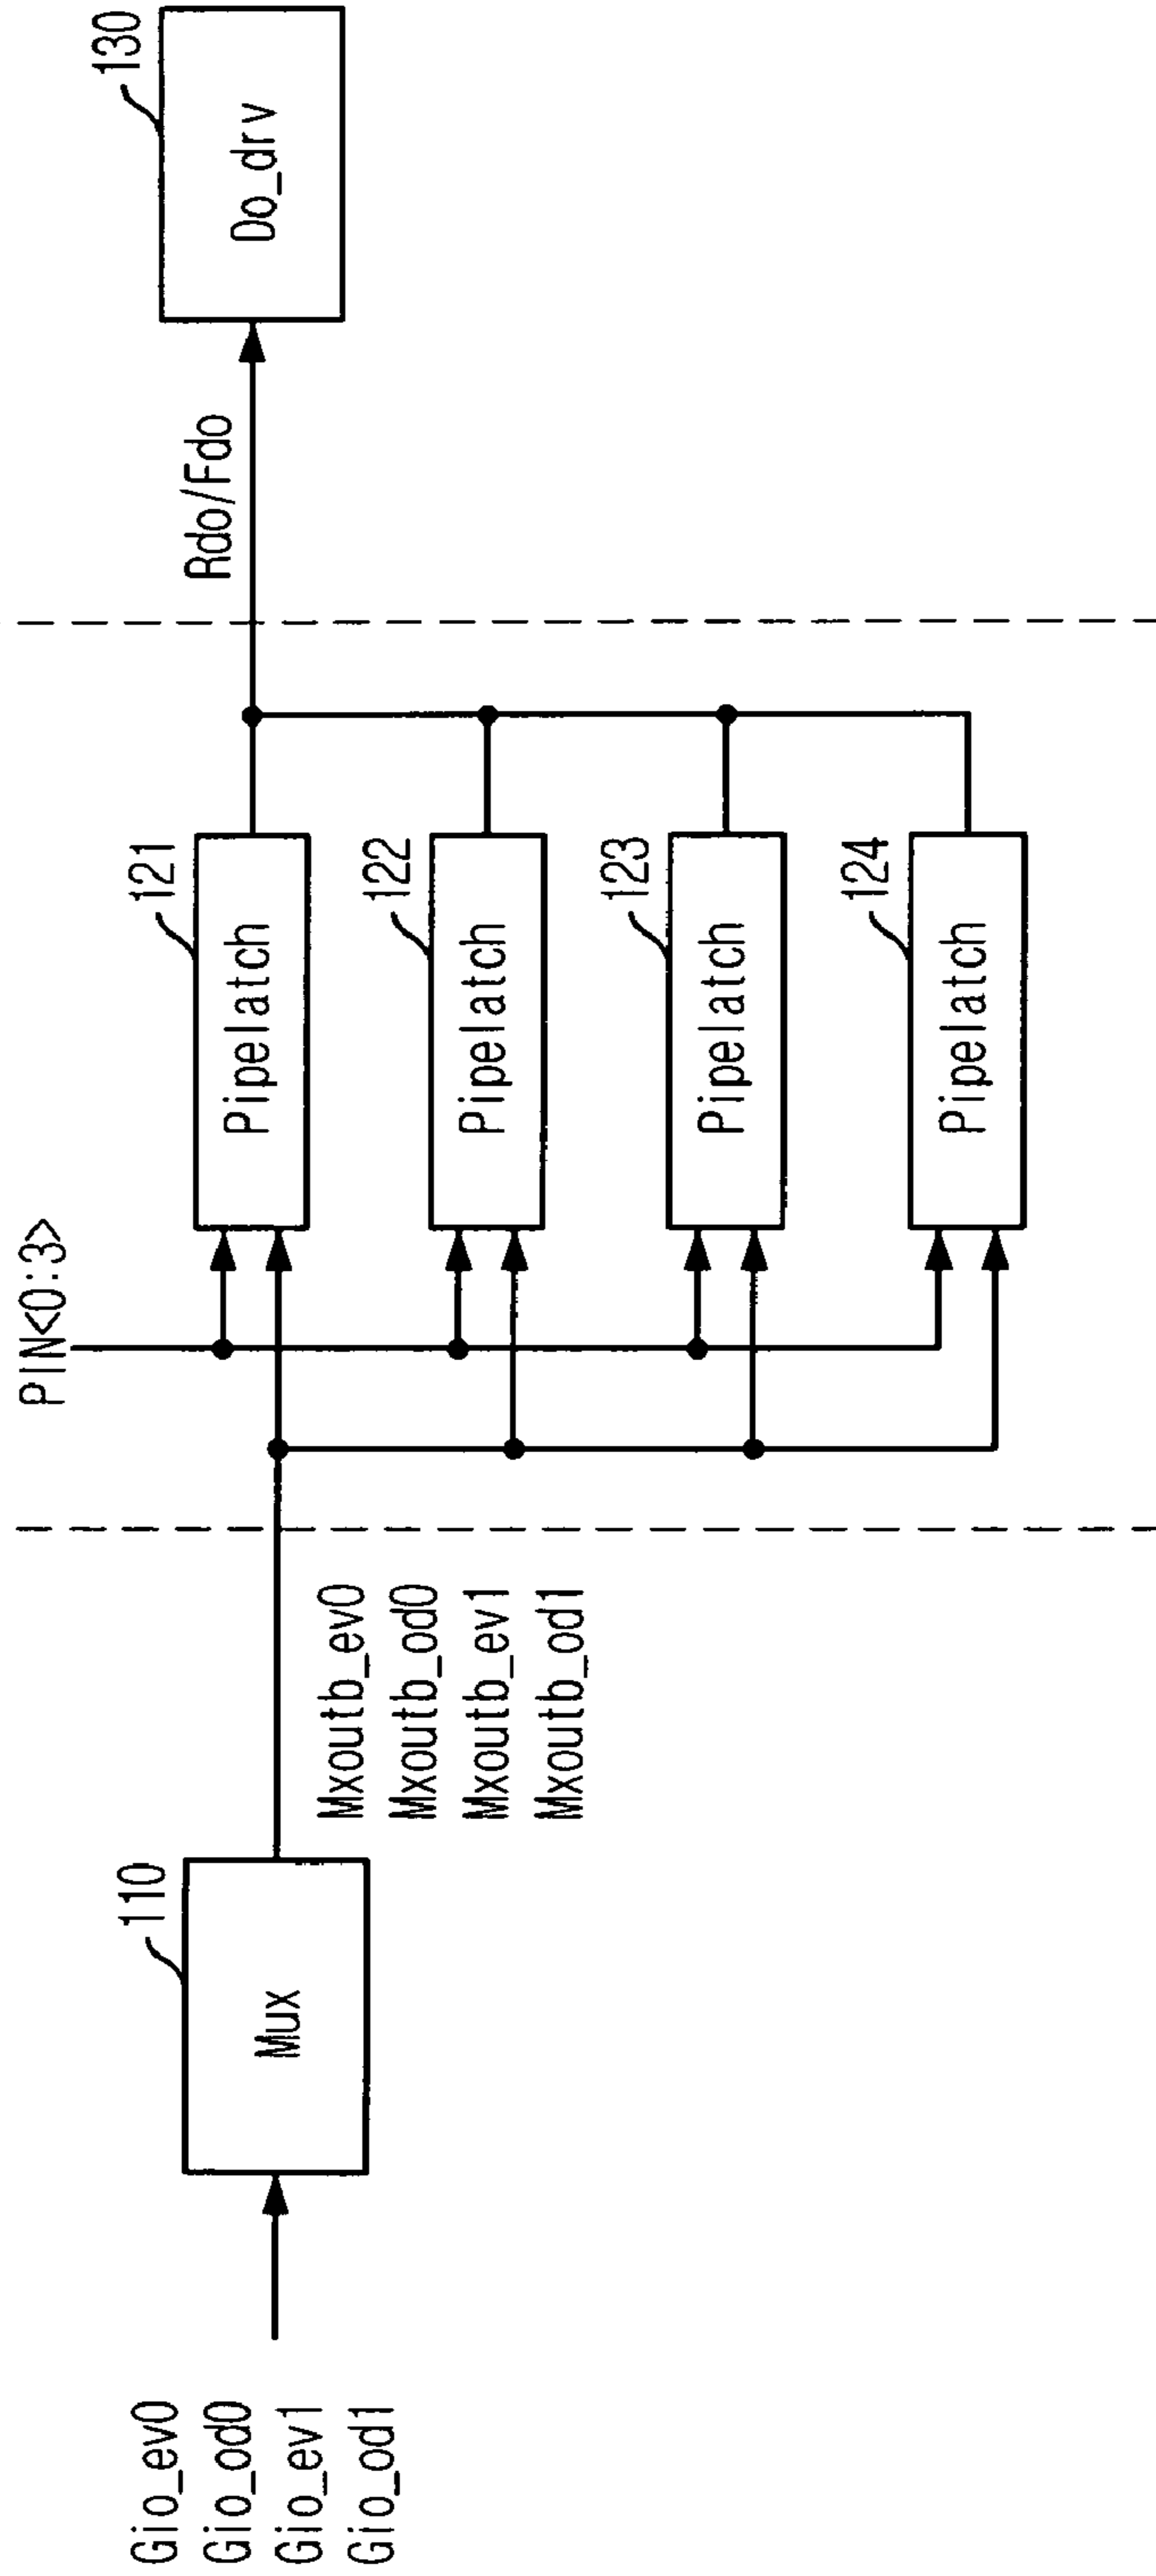 Gio_ev0
Gio_od0
Gio_ev1
Gio_od1
110
Mux
Mxoutb_ev0
Mxoutb_od0
Mxoutb_ev1
Mxoutb_od1
PIN<0:3>
121
Pipelatch
122
Pipelatch
123
Pipelatch
124
Pipelatch
Rdo/Fdo
130
Do_drv